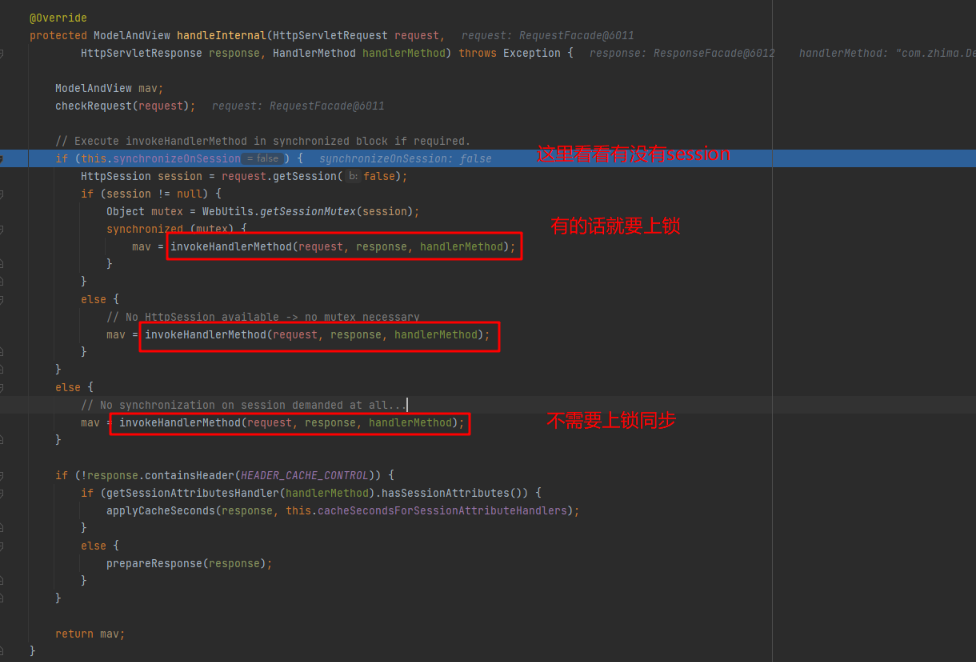 @Override
protected ModelAndView handleInternal(HttpServletRequest request,   request: RequestFacade@6011
        HttpServletResponse response, HandlerMethod handlerMethod) throws Exception {   response: ResponseFacade@6012    handlerMethod: "com.zhima.De
    ModelAndView mav;
    checkRequest(request);   request: RequestFacade@6011
    // Execute invokeHandlerMethod in synchronized block if required.
    if (this.synchronizeOnSession = false ) {   synchronizeOnSession: false   这里看看有没有session
        HttpSession session = request.getSession( b: false);
        if (session != null) {
            Object mutex = WebUtils.getSessionMutex(session);
            synchronized (mutex) {   有的话就要上锁
                mav = invokeHandlerMethod(request, response, handlerMethod);
            }
        }
        else {
            // No HttpSession available -> no mutex necessary
            mav = invokeHandlerMethod(request, response, handlerMethod);
        }
    }
    else {
        // No synchronization on session demanded at all...
        mav = invokeHandlerMethod(request, response, handlerMethod);   不需要上锁同步
    }
    if (!response.containsHeader(HEADER_CACHE_CONTROL)) {
        if (getSessionAttributesHandler(handlerMethod).hasSessionAttributes()) {
            applyCacheSeconds(response, this.cacheSecondsForSessionAttributeHandlers);
        }
        else {
            prepareResponse(response);
        }
    }
    return mav;
}